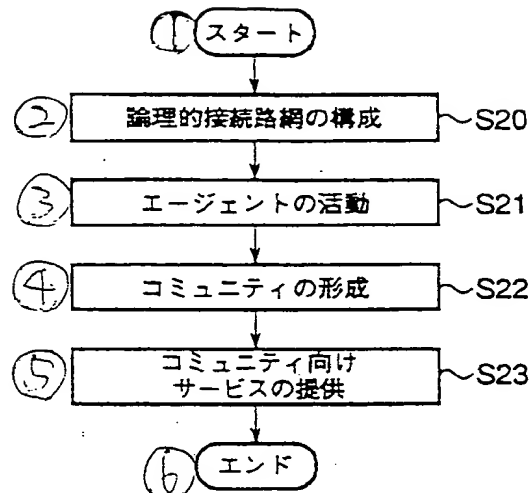 ① スタート
② 論理的接続路網の構成 S20
③ エージェントの活動 S21
④ コミュニティの形成 S22
⑤ コミュニティ向け
サービスの提供 S23
⑥ エンド